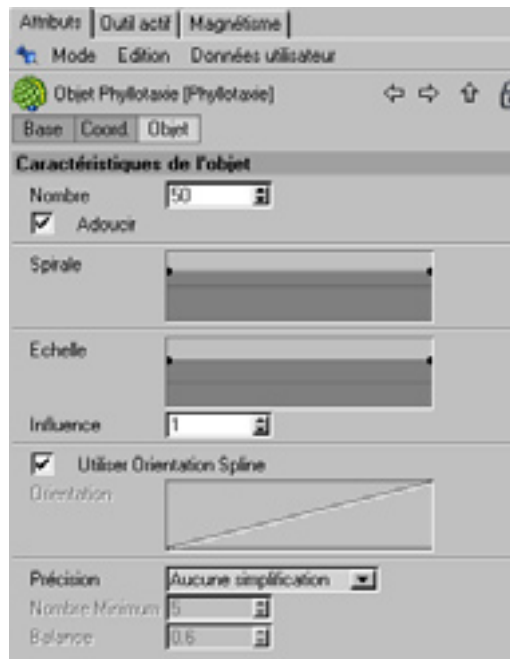 Attributs Outil actif Magnétisme
Mode Edition Données utilisateur
Objet Phyllotaxie [Phyllotaxie]
Base Coord. Objet
Caractéristiques de l'objet
Nombre 50
Adoucir
Spirale
Echelle
Influence 1
Utiliser Orientation Spline
Orientation
Précision Aucune simplification
Nombre Minimum 5
Balance 0.6